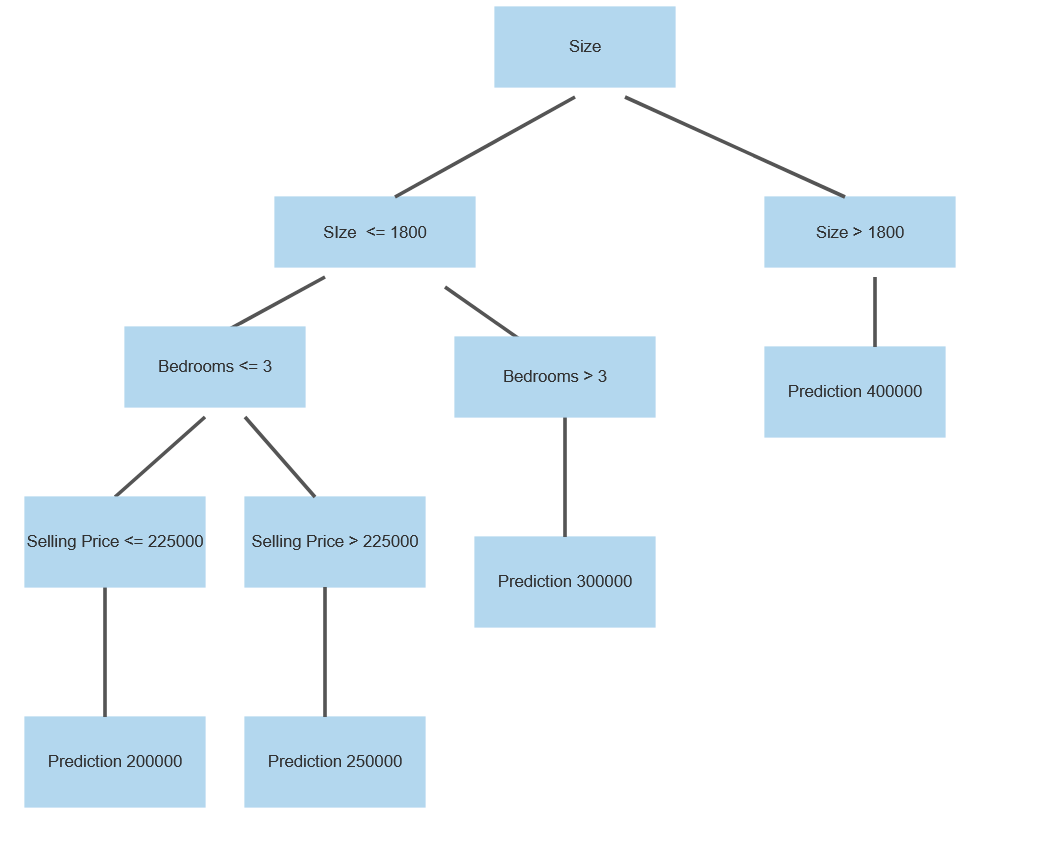 Size
SIze  <= 1800
Size > 1800
Bedrooms <= 3
Bedrooms > 3
Prediction 400000
Selling Price <= 225000
Selling Price > 225000
Prediction 300000
Prediction 200000
Prediction 250000